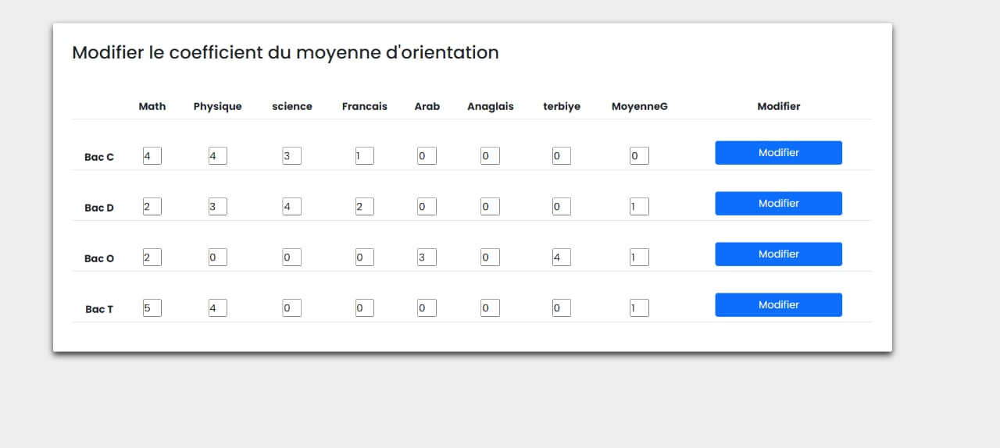 Modifier le coefficient du moyenne d'orientation
Math Physique science Francais Arab Anaglais terbiye MoyenneG Modifier
Bac C 4 4 3 1 0 0 0 0 Modifier
Bac D 2 3 4 2 0 0 0 1 Modifier
Bac O 2 0 0 0 3 0 4 1 Modifier
Bac T 5 4 0 0 0 0 0 1 Modifier